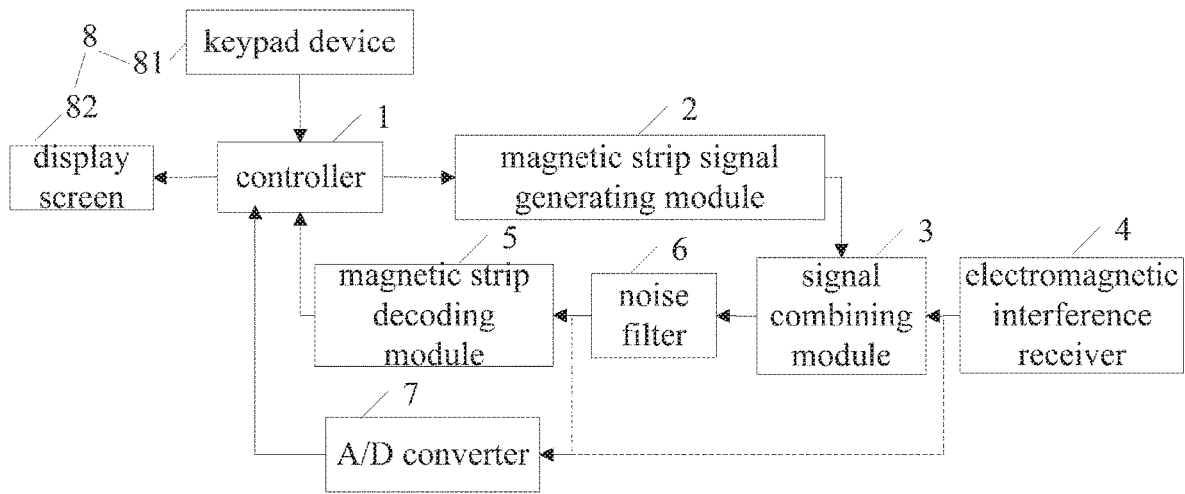 8
81
keypad device
82
1
2
display
screen
controller
magnetic strip signal
generating module
5
6
3
4
magnetic strip
decoding
module
noise
filter
signal
combining
module
electromagnetic
interference
receiver
7
A/D converter